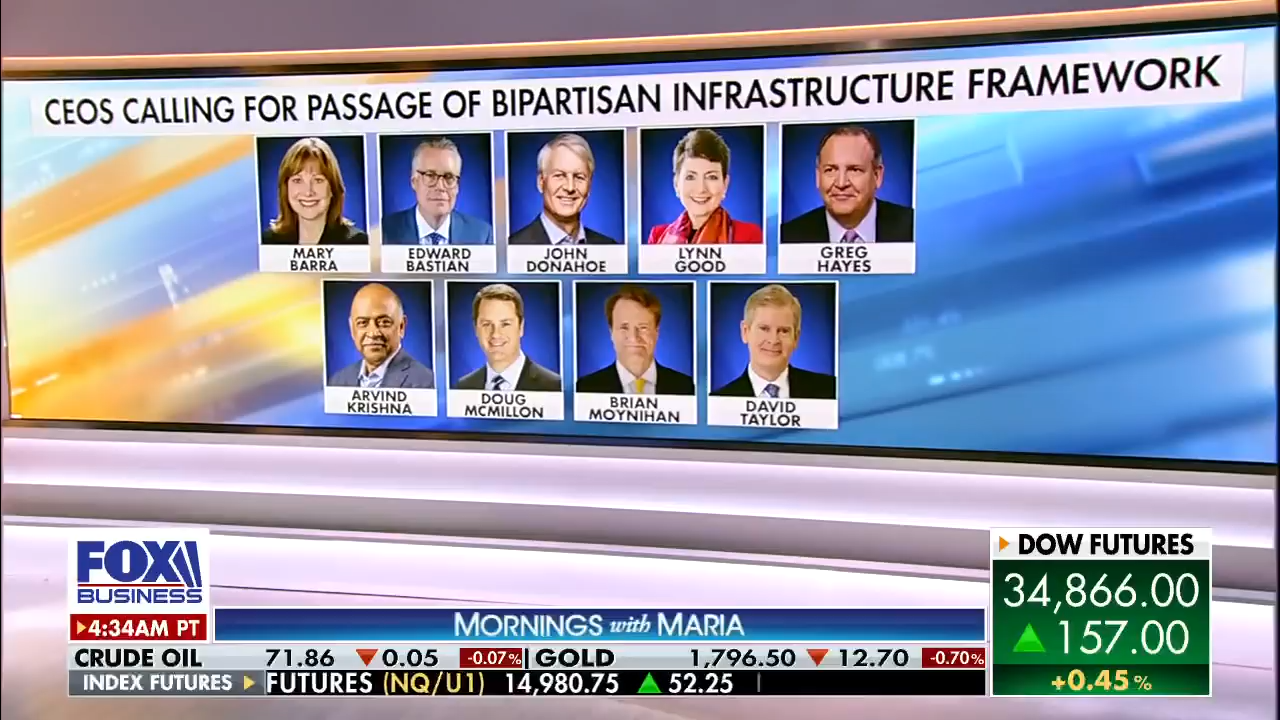 CEOS CALLING FOR PASSAGE OF BIPARTISAN INFRASTRUCTURE FRAMEWORK
MARY
BARRA
EDWARD
BASTIAN
JOHN
DONAHOE
LYNN
GOOD
GREG
HAYES
ARVIND
KRISHNA
DOUG
MCMILLON
BRIAN
MOYNIHAN
DAVID
TAYLOR
FOX
BUSINESS
4:34AM PT
MORNINGS with MARIA
CRUDE OIL 71.86 ▼0.05 -0.07% GOLD 1,796.50 ▼ 12.70 -0.70%
INDEX FUTURES FUTURES (NQ/U1) 14,980.75 ▲ 52.25
DOW FUTURES
34,866.00
▲ 157.00
+0.45%